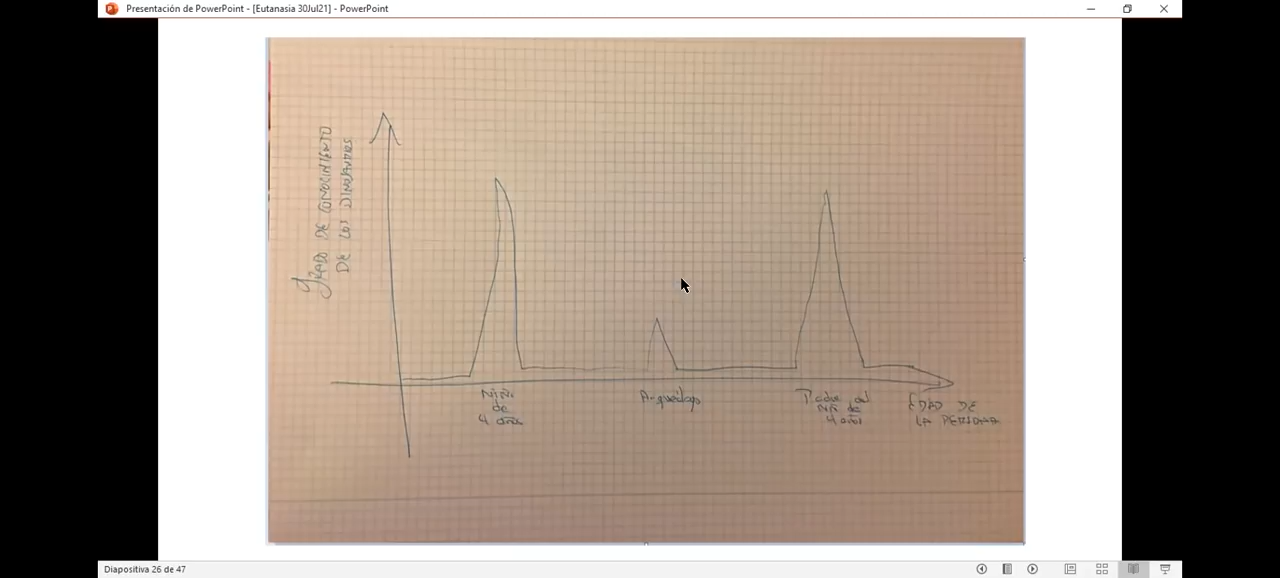 Presentación de PowerPoint - [Eutanasia 30Jul21] - PowerPoint
GRADO DE CONOCIMIENTO
DE LOS DINOSAURIOS
NIÑO
de
4 años
Padre del
Niño de
4 años
EDAD DE
LA PERSONA
Diapositiva 26 de 47